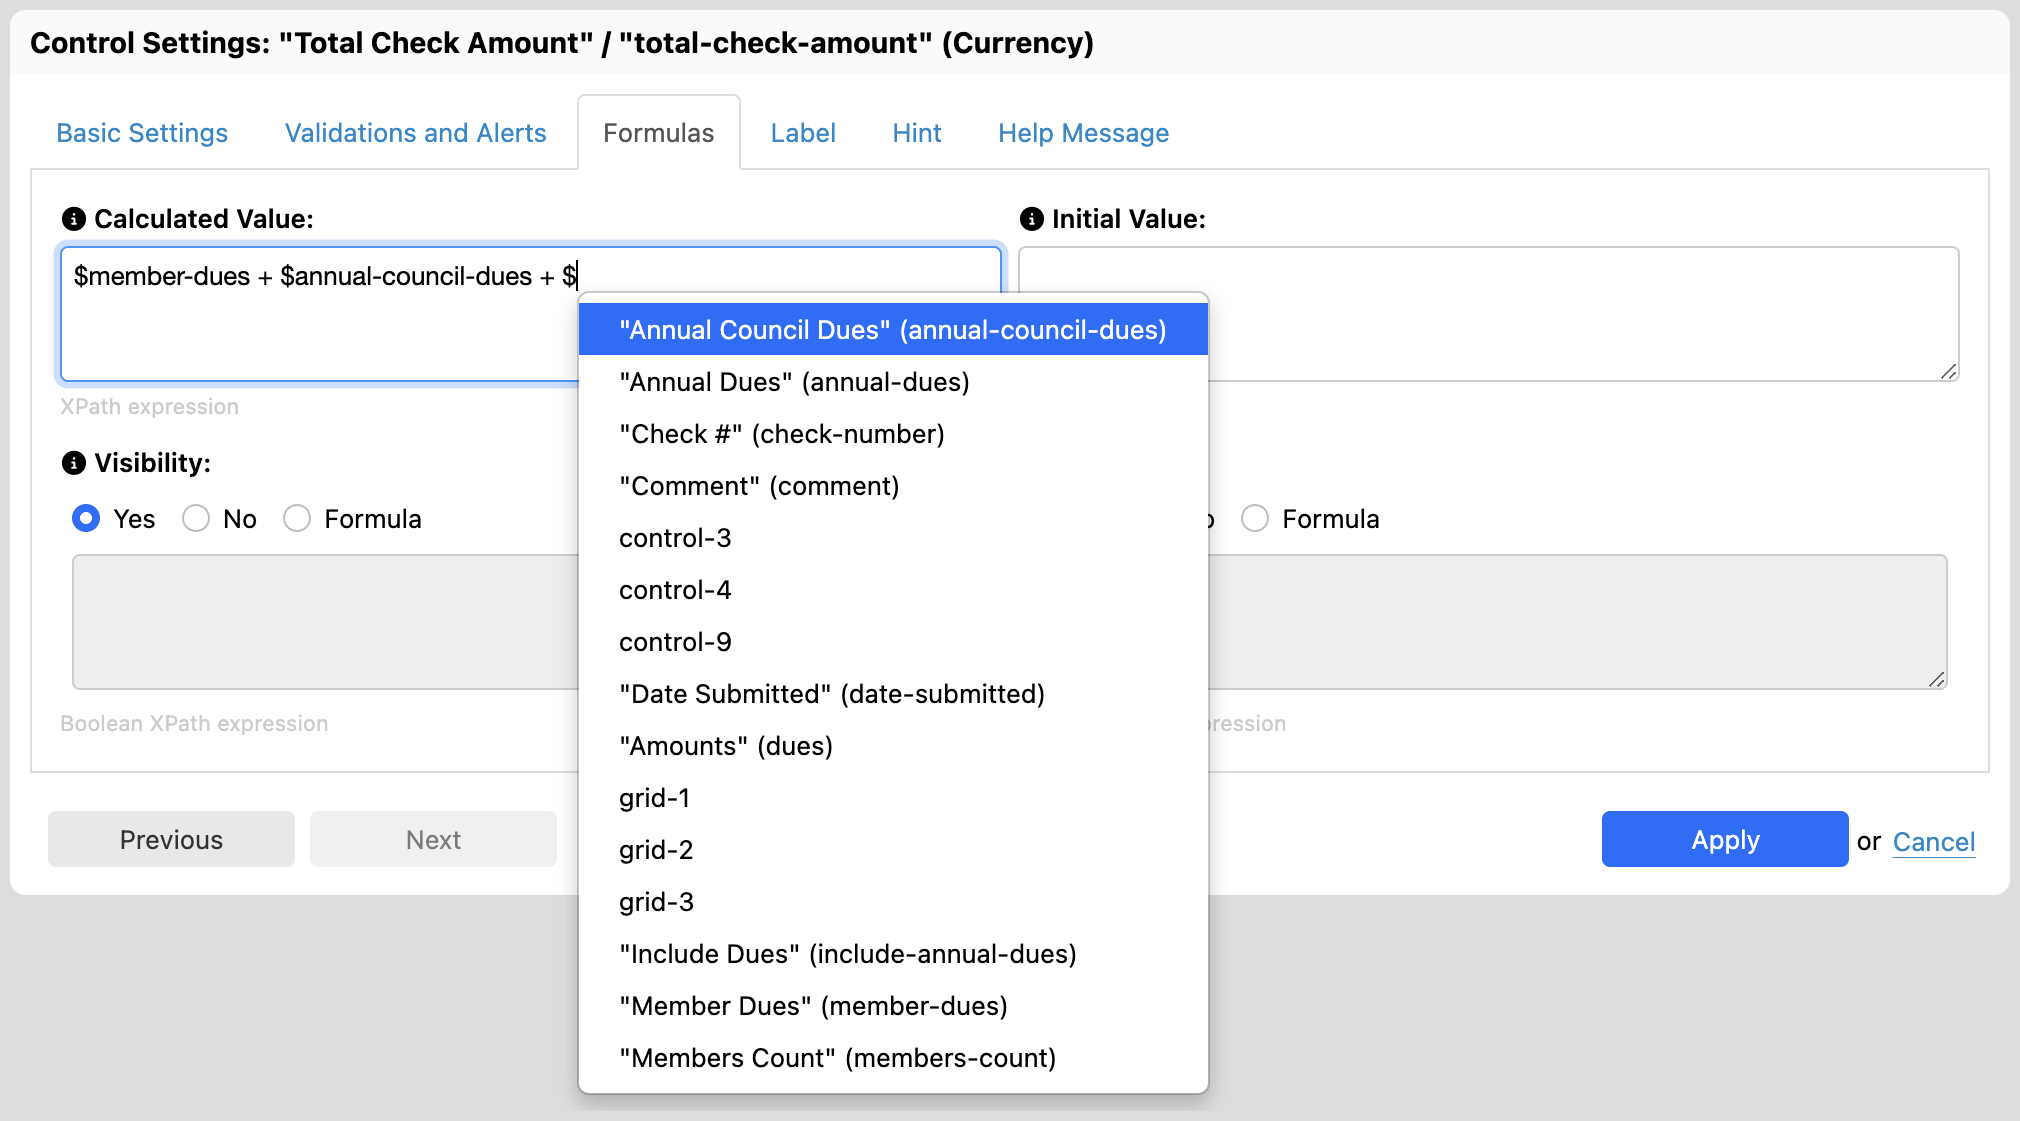 Control Settings: "Total Check Amount" / "total-check-amount" (Currency)
Basic Settings Validations and Alerts Formulas Label Hint Help Message
Calculated Value: Initial Value:
$member-dues + $annual-council-dues + $
"Annual Council Dues" (annual-council-dues)
"Annual Dues" (annual-dues)
XPath expression
"Check #" (check-number)
Visibility:
"Comment" (comment)
Yes No Formula Formula
control-3
control-4
control-9
"Date Submitted" (date-submitted)
Boolean XPath expression ression
"Amounts" (dues)
grid-1
Previous Next Apply or Cancel
grid-2
grid-3
"Include Dues" (include-annual-dues)
"Member Dues" (member-dues)
"Members Count" (members-count)